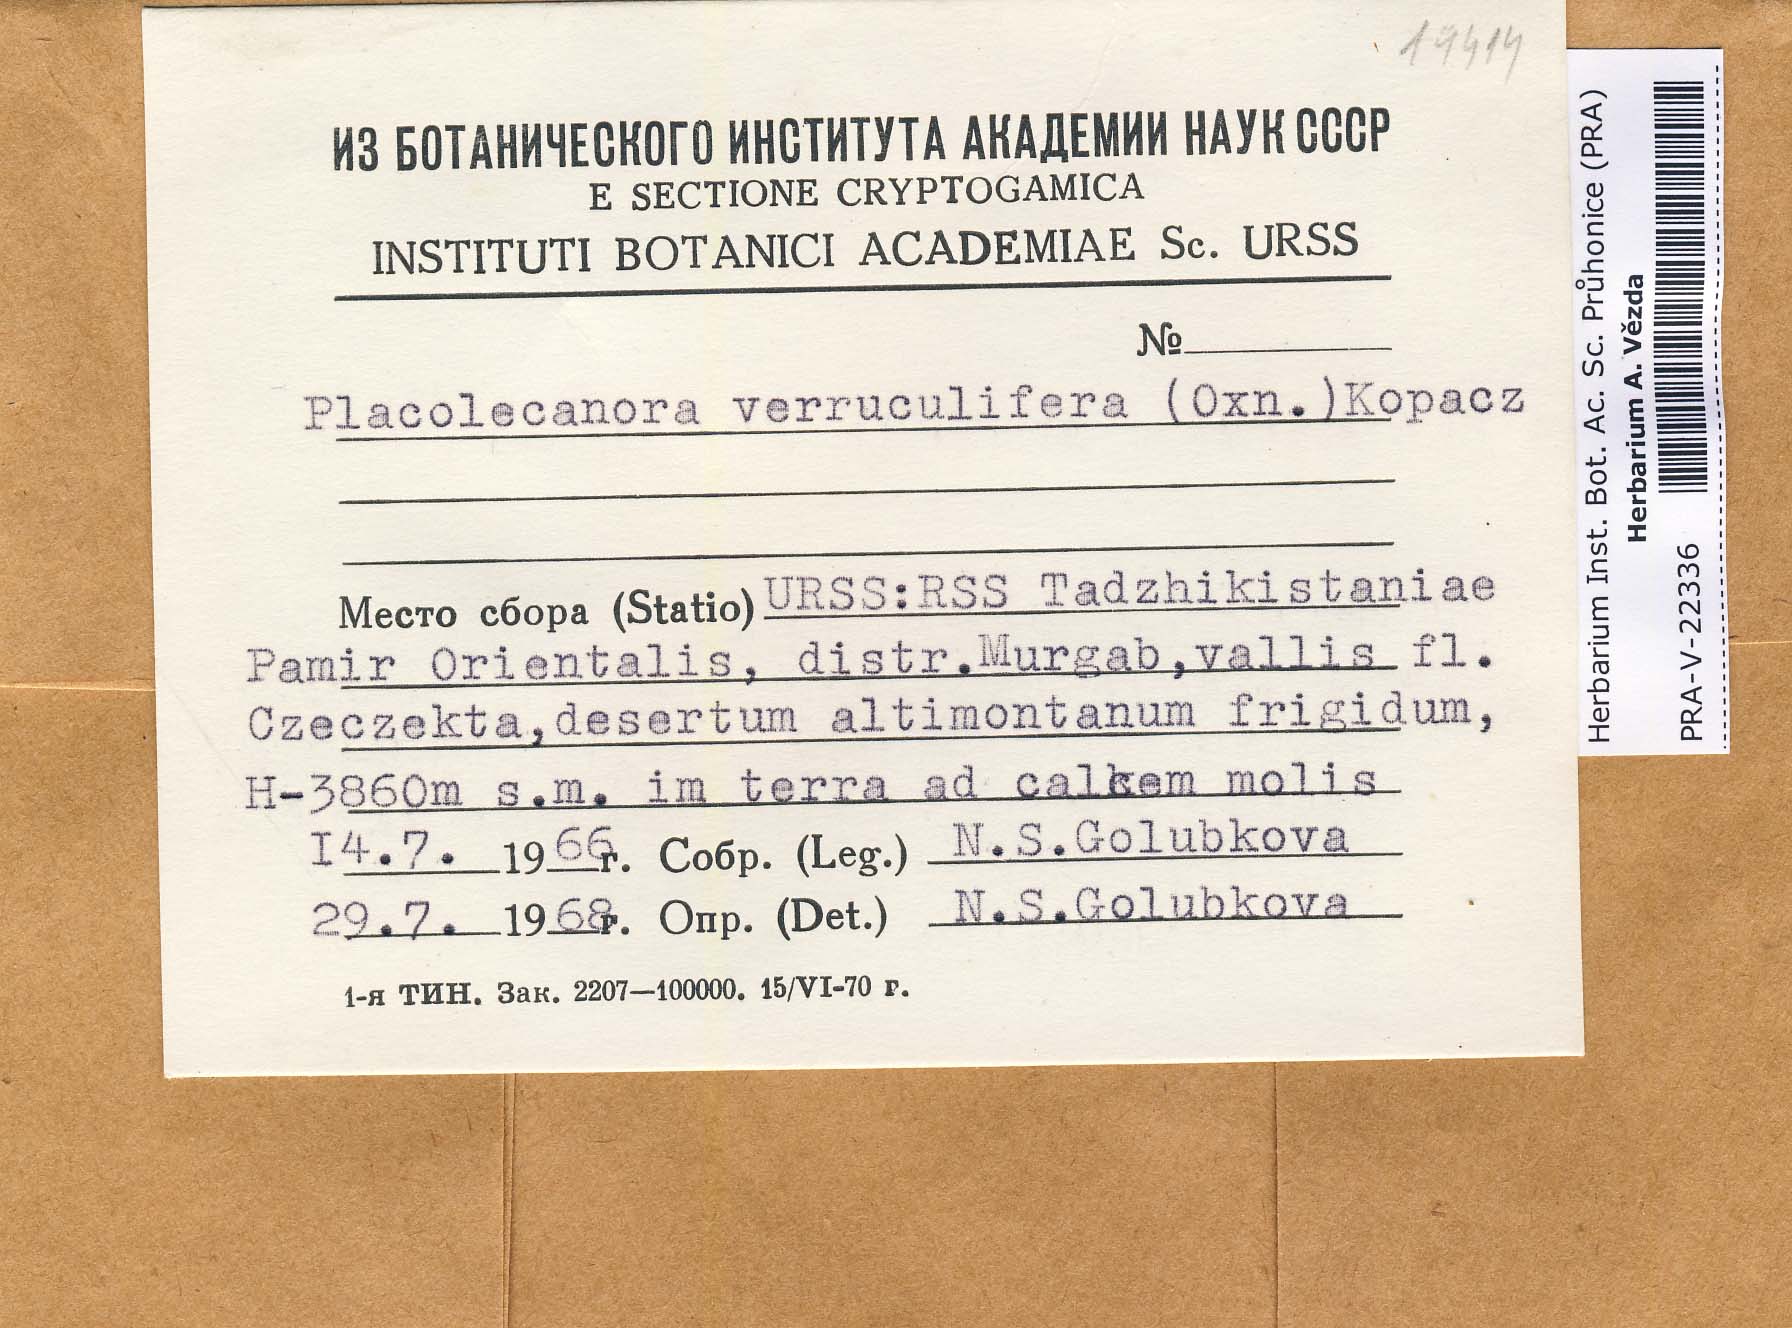 19414
ИЗ БОТАНИЧЕСКОГО ИНСТИТУТА АКАДЕМИИ НАУК СССР
E SECTIONE CRYPTOGAMICA
INSTITUTI BOTANICI ACADEMIAE Sc. URSS
№
Placolecanora verruculifera (Oxn.)Kopacz
Место сбора (Statio) URSS:RSS Tadzhikistaniae
Pamir Orientalis, distr.Murgab,vallis fl.
Czeczekta,desertum altimontanum frigidum,
H-3860m s.m. im terra ad calkem molis
I4.7. 1966г. Собр. (Leg.) N.S.Golubkova
29.7. 1968г. Опр. (Det.) N.S.Golubkova
1-я ТИН. Зак. 2207—100000. 15/VI-70 г.
Herbarium Inst. Bot. Ac. Sc. Průhonice (PRA)
Herbarium A. Vězda
PRA-V-22336